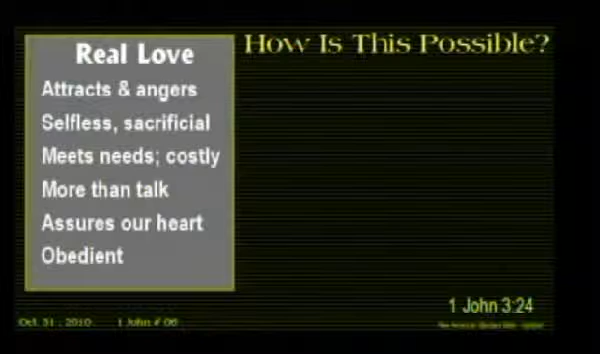 Real Love
Attracts & angers
Selfless, sacrificial
Meets needs; costly
More than talk
Assures our heart
Obedient
How Is This Possible?
1 John 3:24
Oct. 31 , 2010 1 John # 06